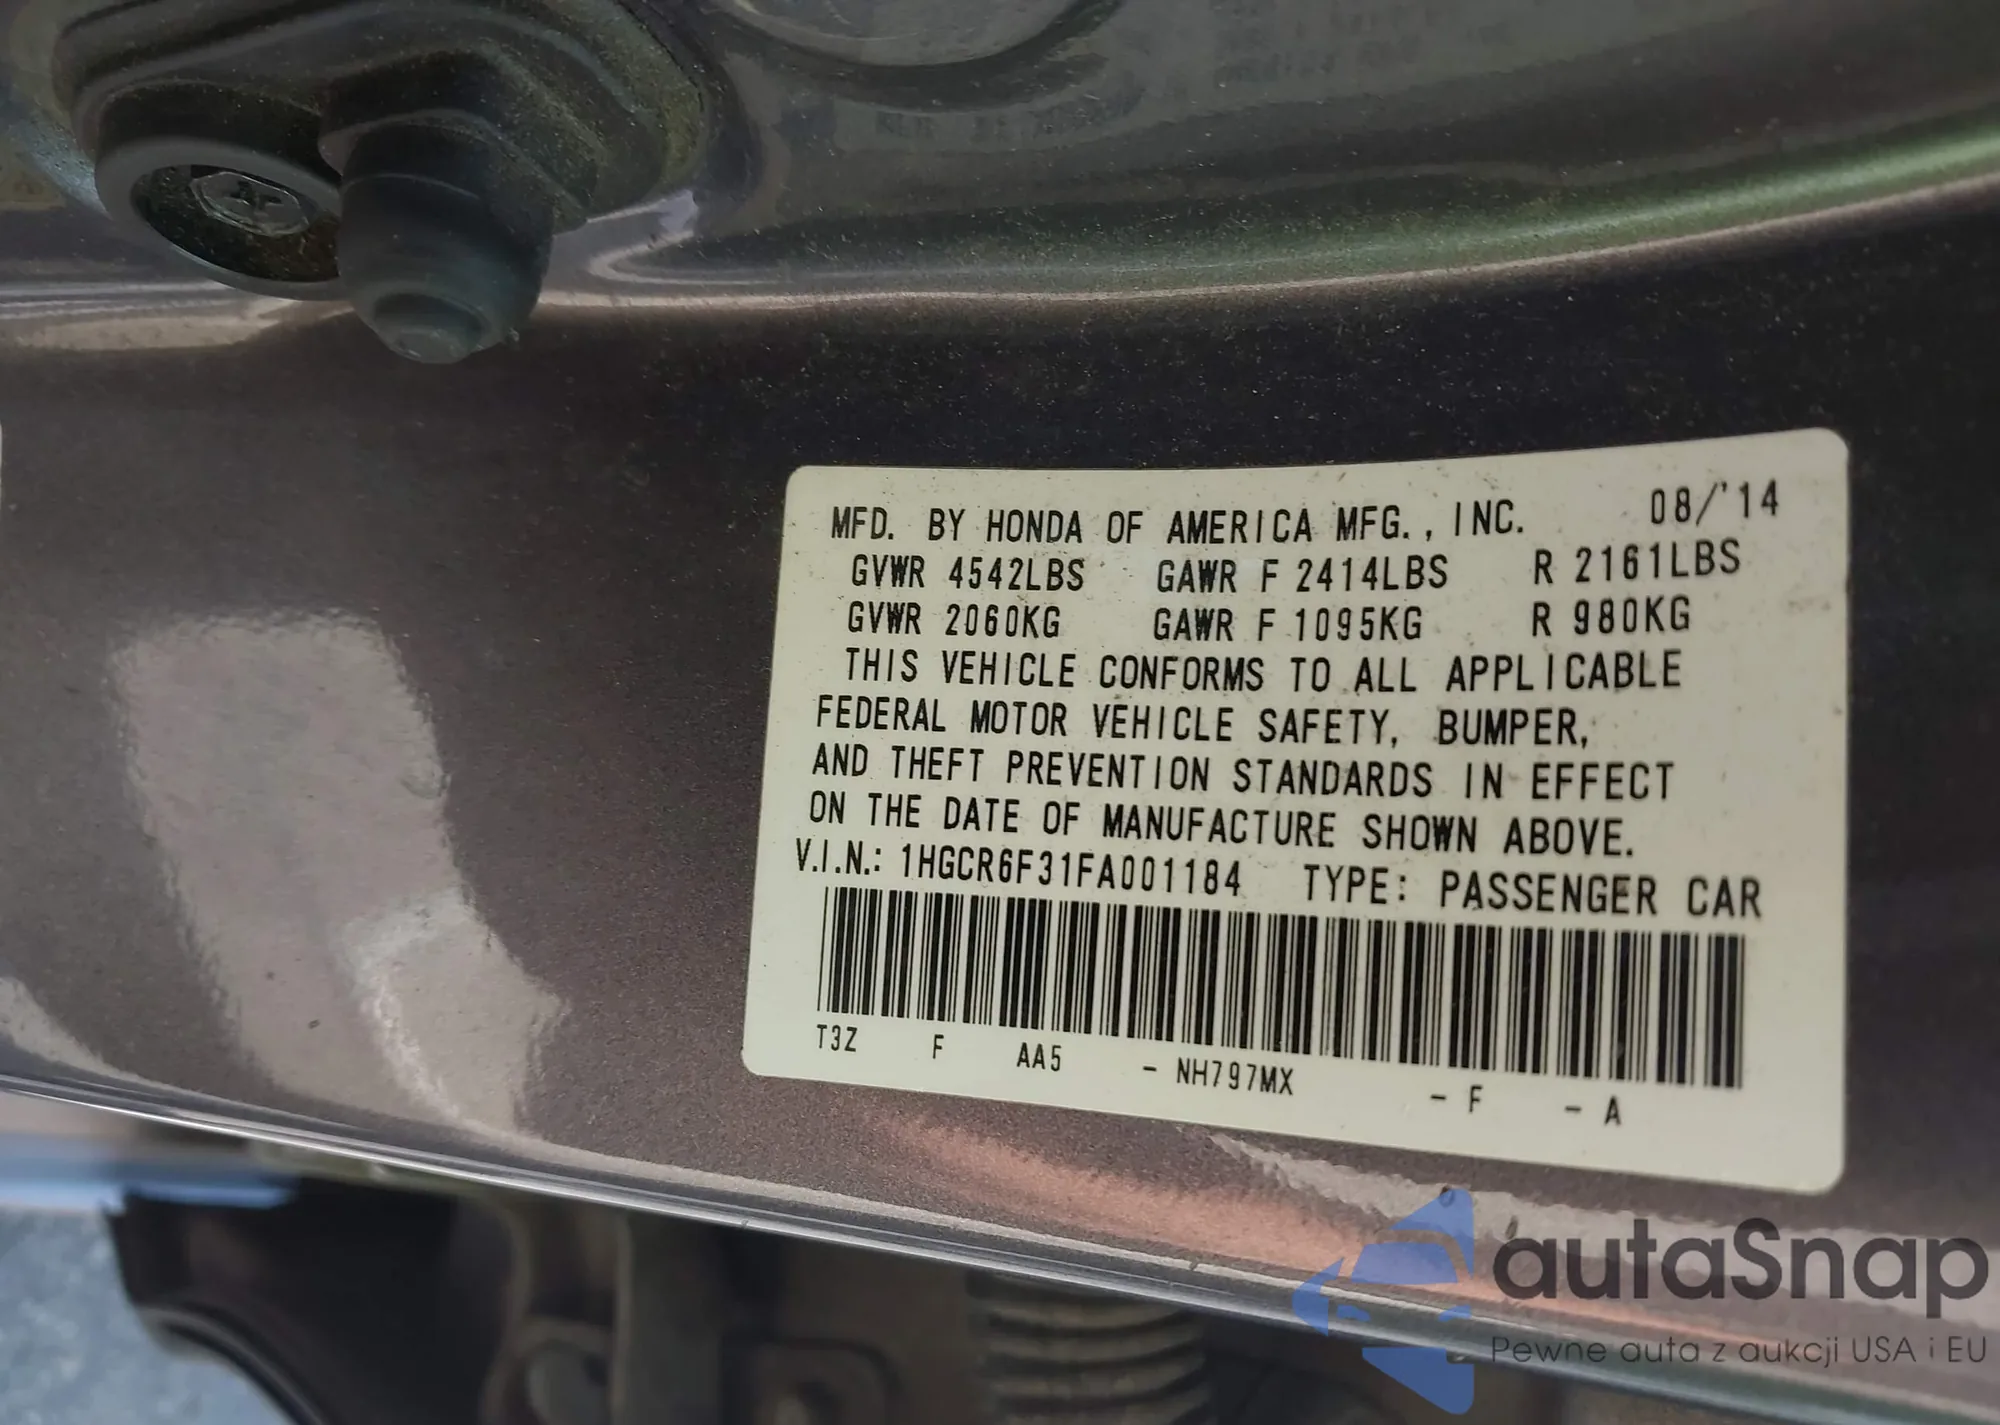 MFD. BY HONDA OF AMERICA MFG., INC. 08/'14
GVWR 4542LBS GAWR F 2414LBS R 2161LBS
GVWR 2060KG GAWR F 1095KG R 980KG
THIS VEHICLE CONFORMS TO ALL APPLICABLE
FEDERAL MOTOR VEHICLE SAFETY, BUMPER,
AND THEFT PREVENTION STANDARDS IN EFFECT
ON THE DATE OF MANUFACTURE SHOWN ABOVE.
V.I.N.: 1HGCR6F31FA001184 TYPE: PASSENGER CAR
T3Z F AA5 - NH797MX - F - A
autaSnap
Pewne auta z aukcji USA i EU